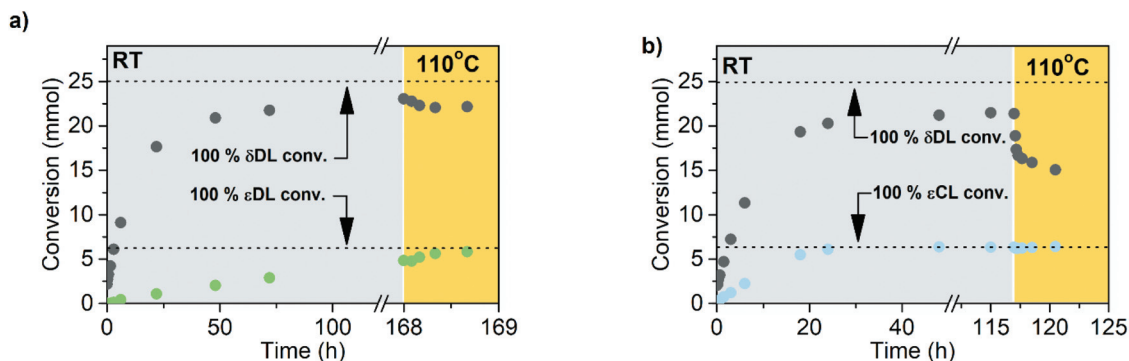 a)
RT
110°C
Conversion (mmol)
25
20
15
10
5
0
100 % δDL conv.
100 % εDL conv.
0
50
100
168
169
Time (h)
b)
RT
110°C
Conversion (mmol)
25
20
15
10
5
0
100 % δDL conv.
100 % εCL conv.
0
20
40
115
120
125
Time (h)